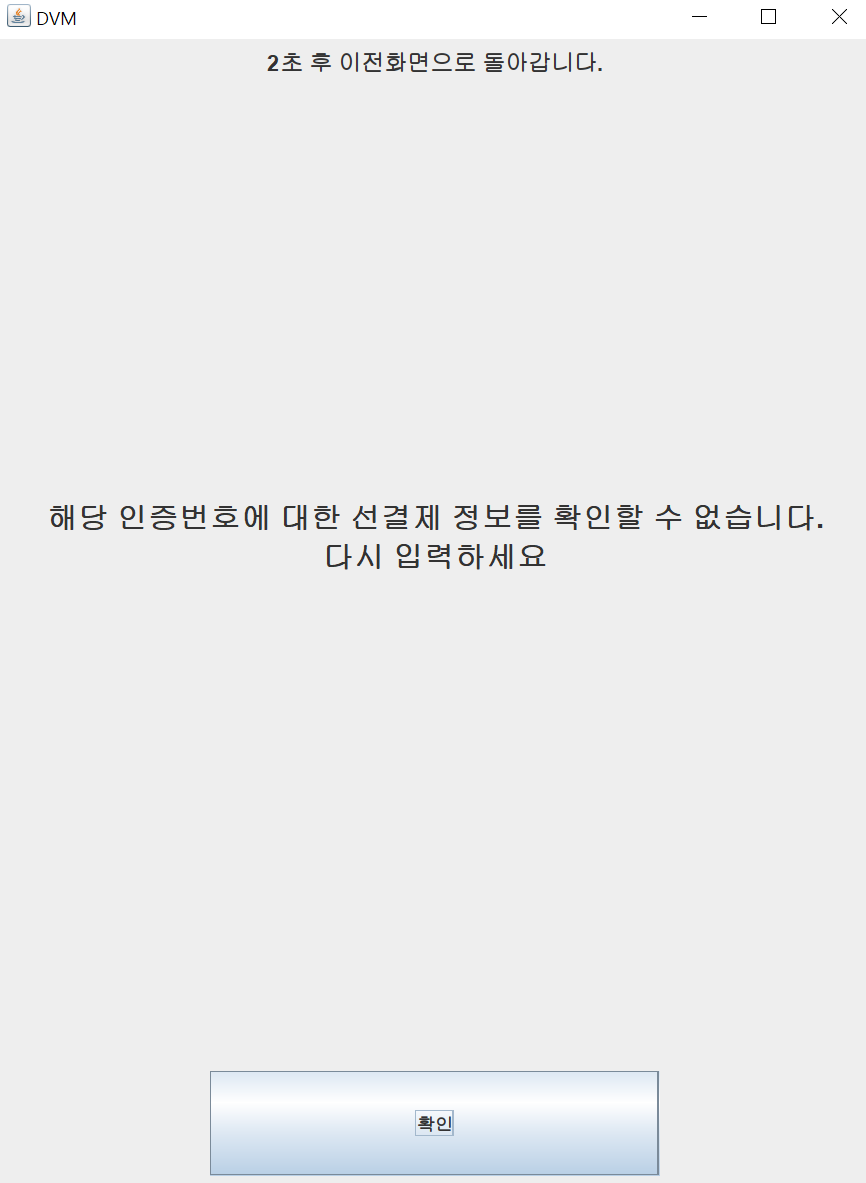 DVM
2초 후 이전화면으로 돌아갑니다.
해당 인증번호에 대한 선결제 정보를 확인할 수 없습니다.
다시 입력하세요
확인